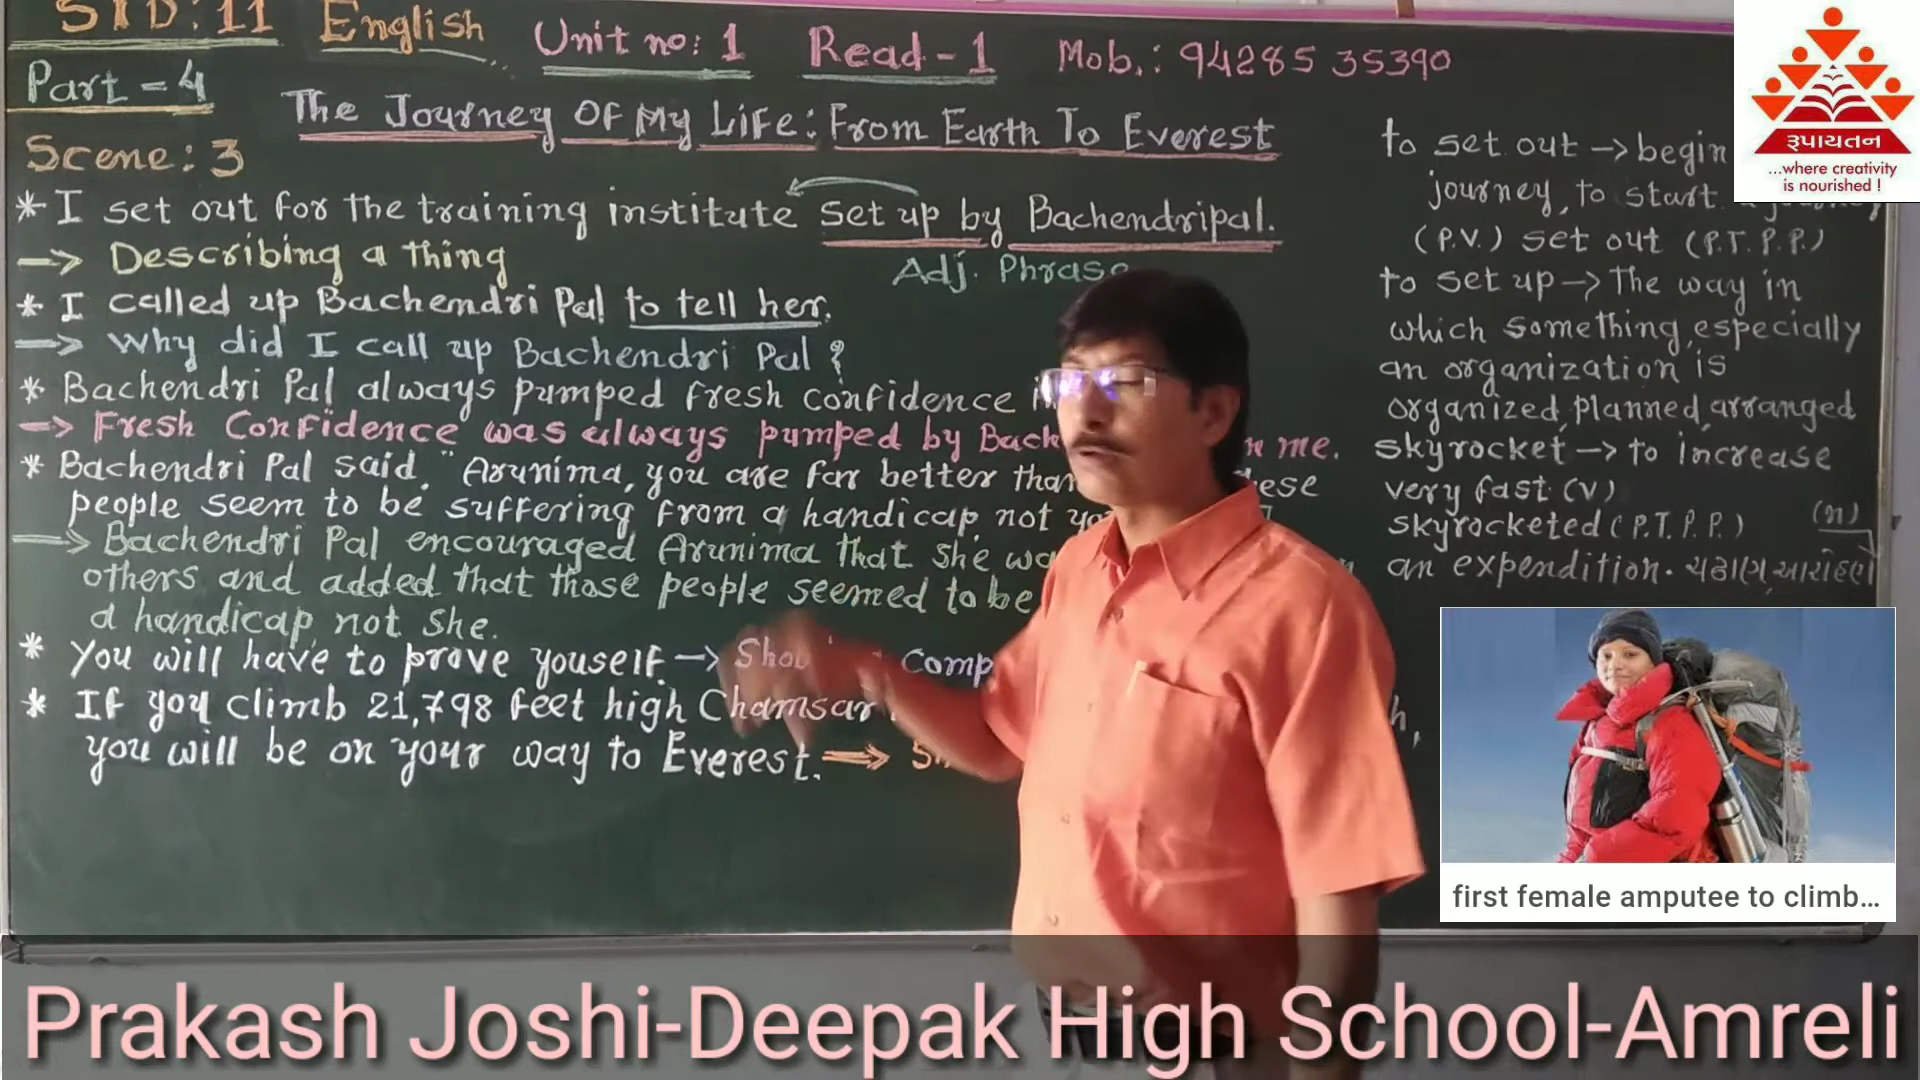 STD: 11 English Unit no: 1 Read - 1 Mob.: 94285 35390
Part - 4
The Journey Of My Life: From Earth To Everest
Scene: 3
* I set out for the training institute set up by Bachendripal.
Adj. Phrase
→ Describing a thing
* I called up Bachendri Pal to tell her.
⇒ Why did I call up Bachendri Pal?
* Bachendri Pal always pumped fresh confidence
→ Fresh Confidence was always pumped by me.
* Bachendri Pal said, "Arunima, you are far better than
people seem to be suffering from a handicap not
⇒ Bachendri Pal encouraged Arunima that she
others and added that those people seemed to be
a handicap, not she.
* You will have to prove youself. →
* If you climb 21,798 feet high Chamsar
you will be on your way to Everest. ⇒
to set out → begin
journey, to start
(P.V.) set out (P.T. P.P.)
to set up → The way in
which something, especially
an organization is
organized, planned, arranged
skyrocket → to increase
very fast. (V)
skyrocketed (P.T. P.P.) (n)
an expendition. ચઢાણ, આરોહણ
રૂપાયતન
...where creativity
is nourished !
first female amputee to climb...
Prakash Joshi-Deepak High School-Amreli